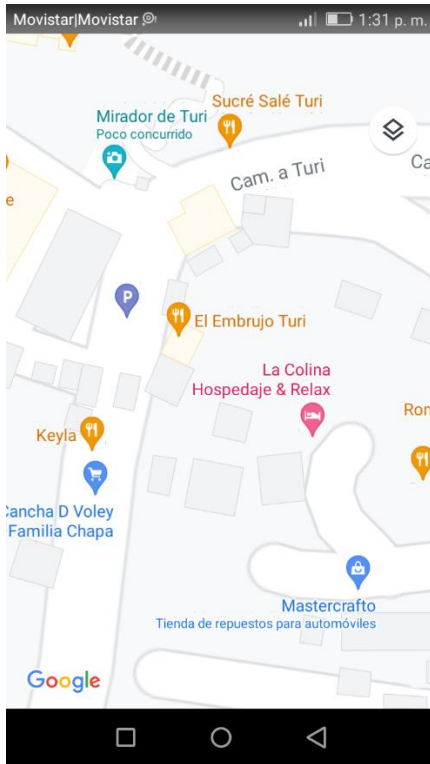 Movistar|Movistar
1:31 p. m.
Sucré Salé Turi
Mirador de Turi
Poco concurrido
Cam. a Turi
Ca
e
P
El Embrujo Turi
La Colina
Hospedaje & Relax
Ron
Keyla
Cancha D Voley
Familia Chapa
Mastercrafto
Tienda de repuestos para automóviles
Google